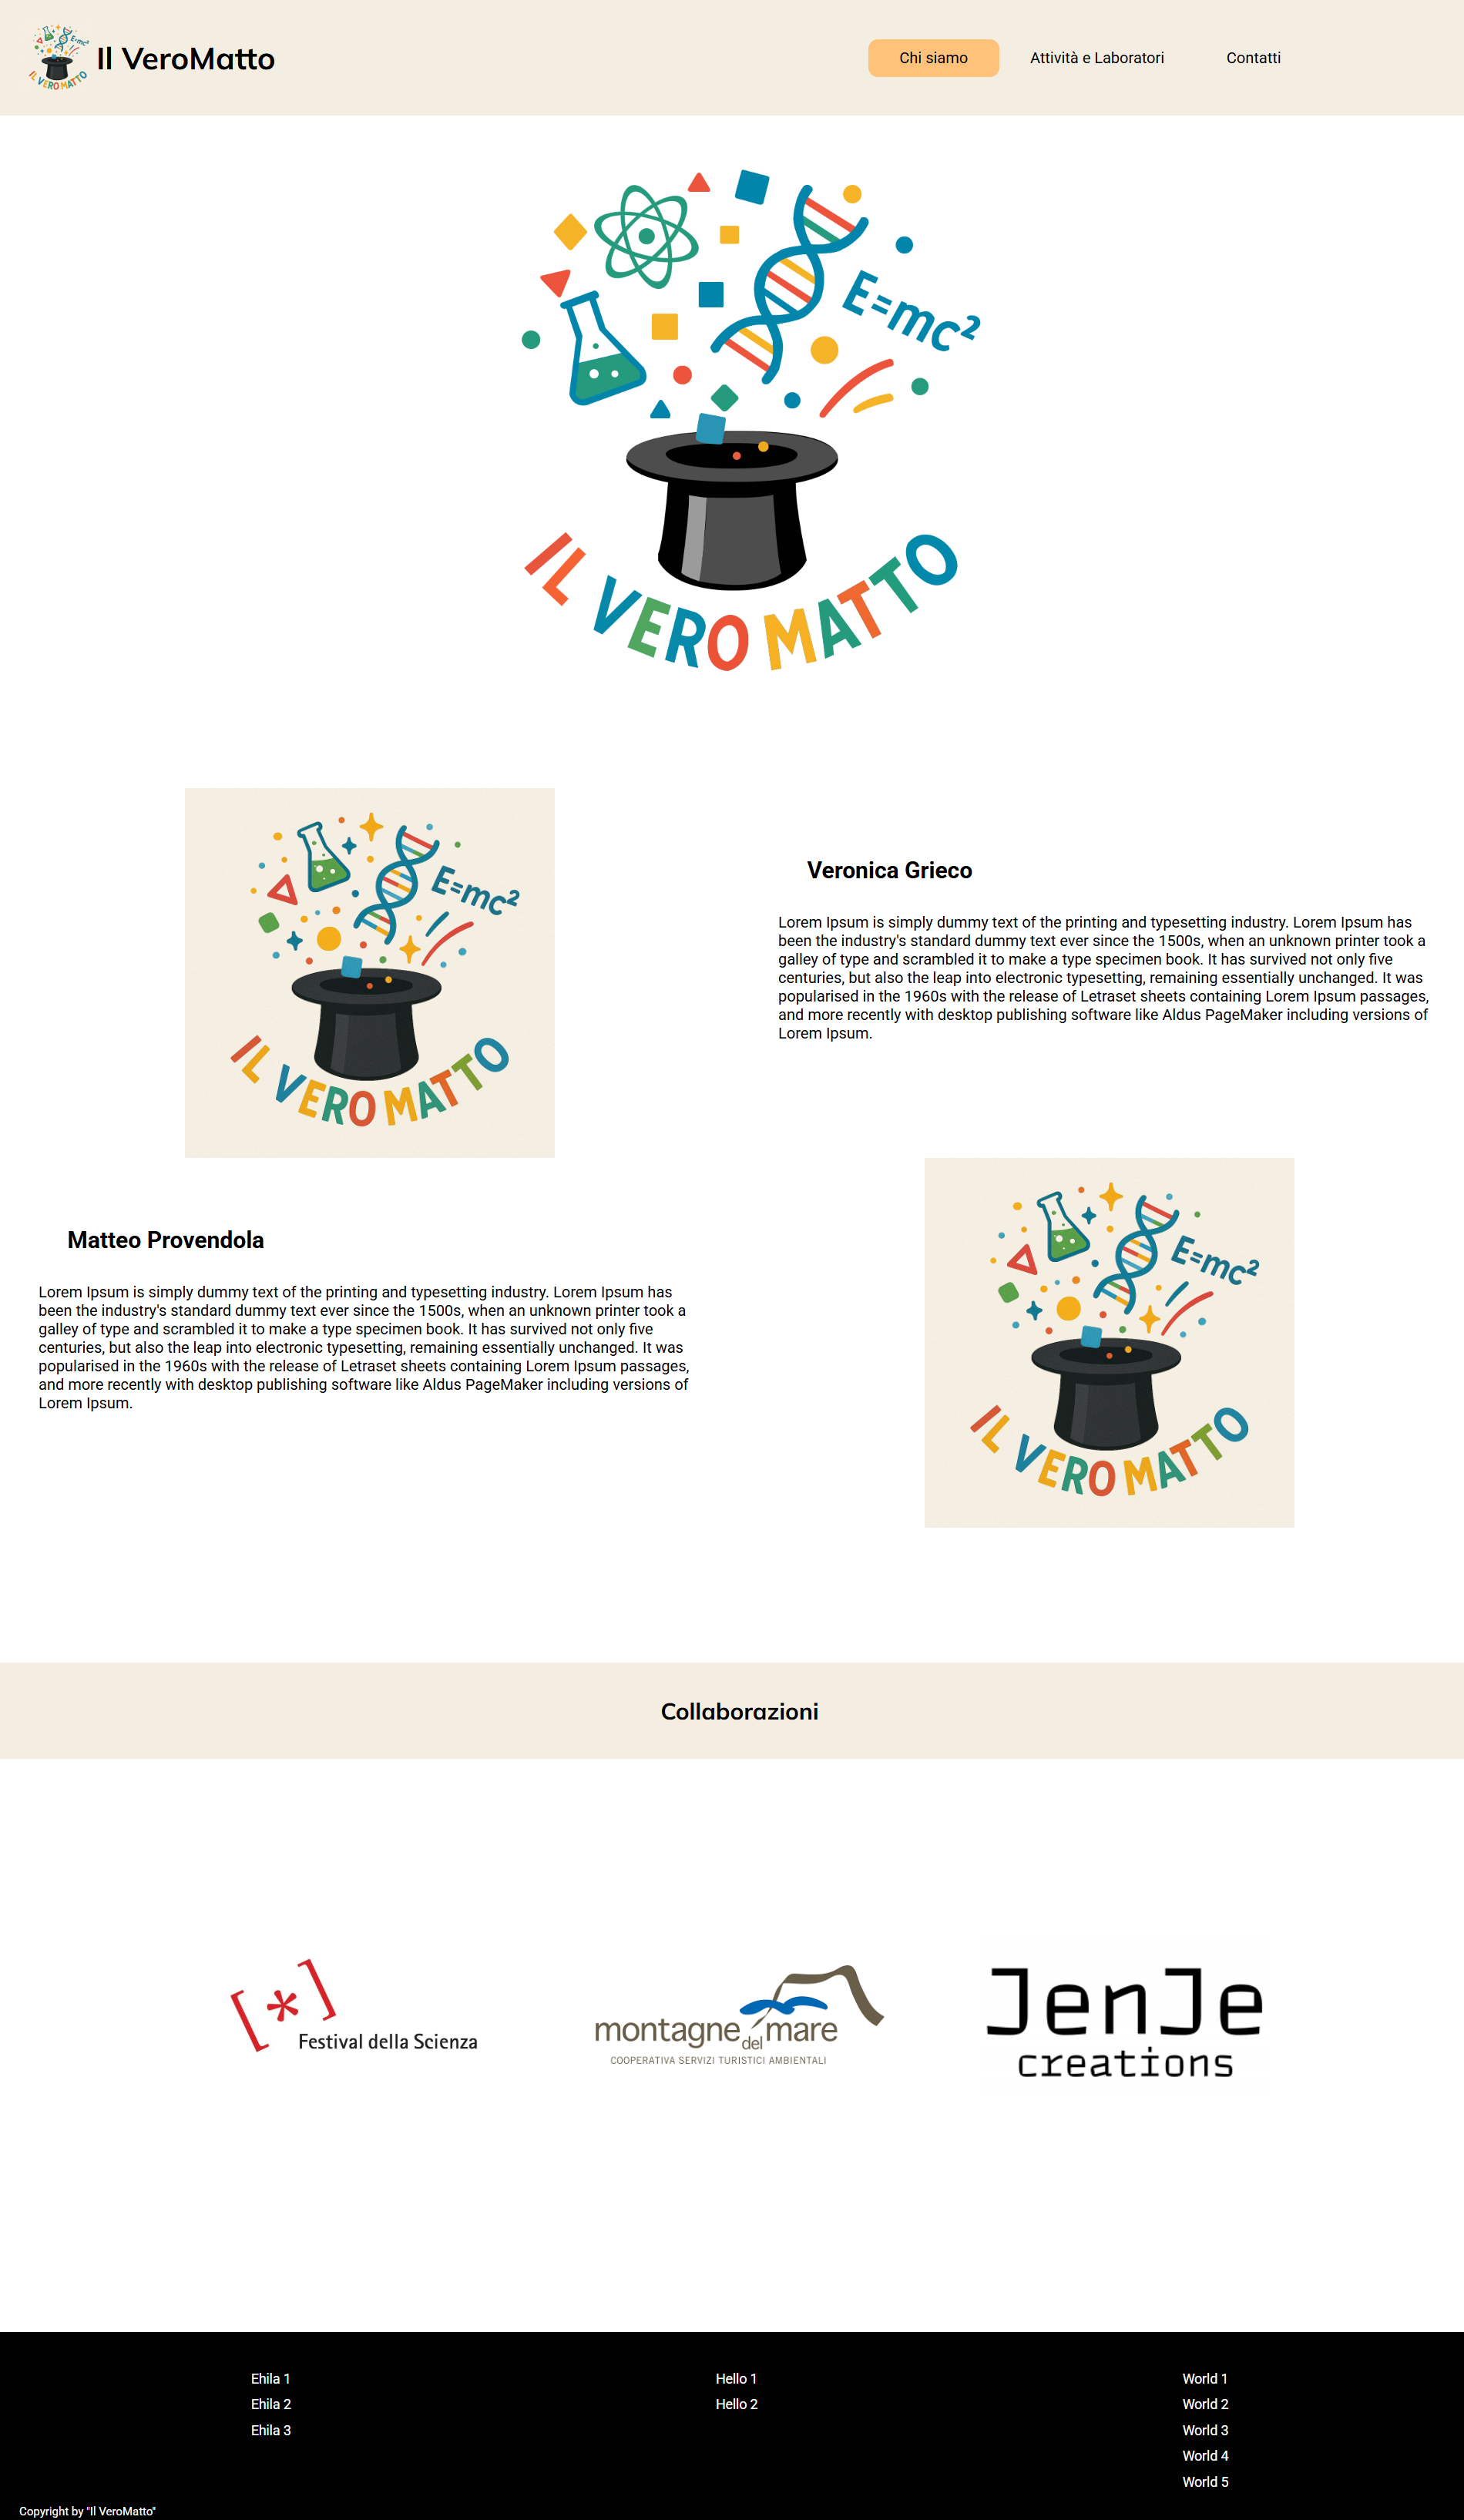 E=mc²
IL VERO MATTO
Il VeroMatto
Chi siamo
Attività e Laboratori
Contatti
E=mc²
IL VERO MATTO
E=mc²
IL VERO MATTO
Veronica Grieco
Lorem Ipsum is simply dummy text of the printing and typesetting industry. Lorem Ipsum has
been the industry's standard dummy text ever since the 1500s, when an unknown printer took a
galley of type and scrambled it to make a type specimen book. It has survived not only five
centuries, but also the leap into electronic typesetting, remaining essentially unchanged. It was
popularised in the 1960s with the release of Letraset sheets containing Lorem Ipsum passages,
and more recently with desktop publishing software like Aldus PageMaker including versions of
Lorem Ipsum.
Matteo Provendola
Lorem Ipsum is simply dummy text of the printing and typesetting industry. Lorem Ipsum has
been the industry's standard dummy text ever since the 1500s, when an unknown printer took a
galley of type and scrambled it to make a type specimen book. It has survived not only five
centuries, but also the leap into electronic typesetting, remaining essentially unchanged. It was
popularised in the 1960s with the release of Letraset sheets containing Lorem Ipsum passages,
and more recently with desktop publishing software like Aldus PageMaker including versions of
Lorem Ipsum.
E=mc²
IL VERO MATTO
Collaborazioni
[*]
Festival della Scienza
montagne del mare
COOPERATIVA SERVIZI TURISTICI AMBIENTALI
JenJe
creations
Ehila 1
Ehila 2
Ehila 3
Hello 1
Hello 2
World 1
World 2
World 3
World 4
World 5
Copyright by "Il VeroMatto"